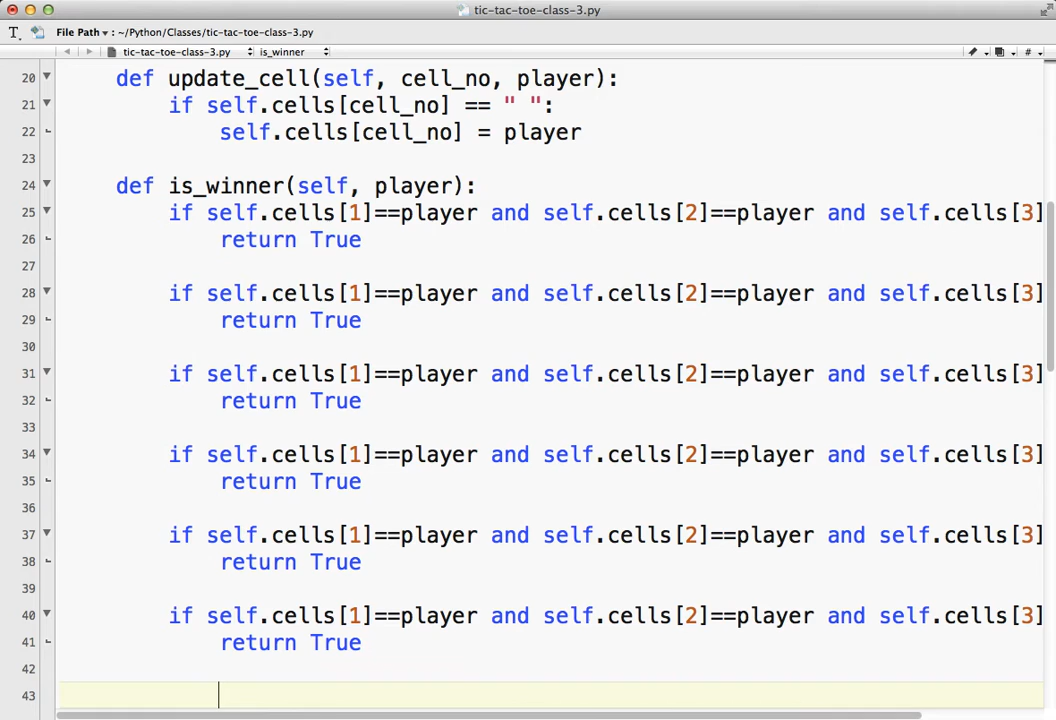 tic-tac-toe-class-3.py
File Path : ~/Python/Classes/tic-tac-toe-class-3.py
tic-tac-toe-class-3.py is_winner #
20 def update_cell(self, cell_no, player):
21 if self.cells[cell_no] == " ":
22 self.cells[cell_no] = player
23
24 def is_winner(self, player):
25 if self.cells[1]==player and self.cells[2]==player and self.cells[3]
26 return True
27
28 if self.cells[1]==player and self.cells[2]==player and self.cells[3]
29 return True
30
31 if self.cells[1]==player and self.cells[2]==player and self.cells[3]
32 return True
33
34 if self.cells[1]==player and self.cells[2]==player and self.cells[3]
35 return True
36
37 if self.cells[1]==player and self.cells[2]==player and self.cells[3]
38 return True
39
40 if self.cells[1]==player and self.cells[2]==player and self.cells[3]
41 return True
42
43